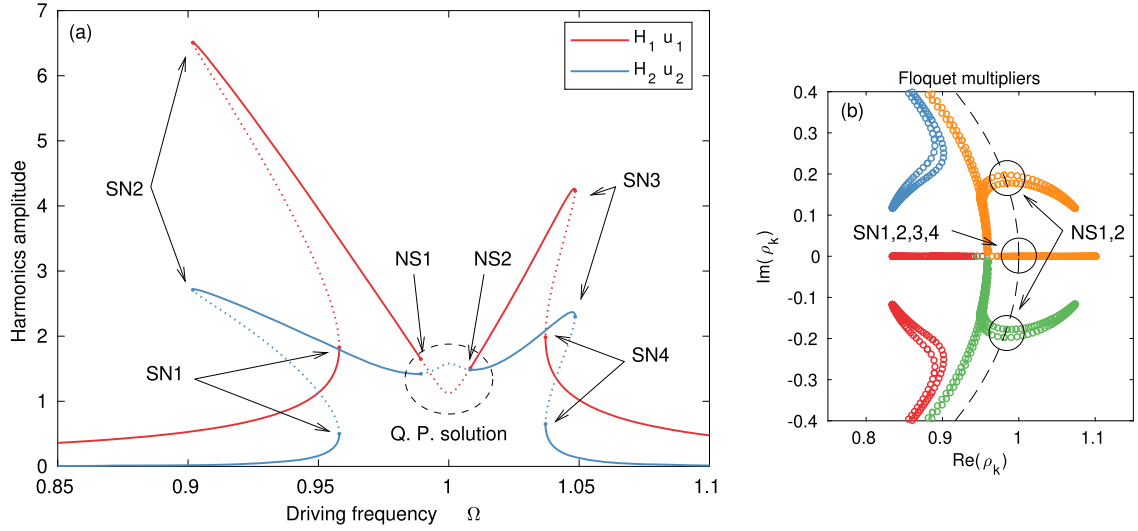 (a)
H1 u1
H2 u2
7
6
5
4
3
2
1
0
Harmonics amplitude
SN2
SN3
NS1
NS2
SN1
SN4
Q. P. solution
0.85
0.9
0.95
1
1.05
1.1
Driving frequency Ω
Floquet multipliers
(b)
0.4
0.3
0.2
0.1
0
-0.1
-0.2
-0.3
-0.4
Im(ρk)
SN1,2,3,4
NS1,2
0.8
0.9
1
1.1
Re(ρk)